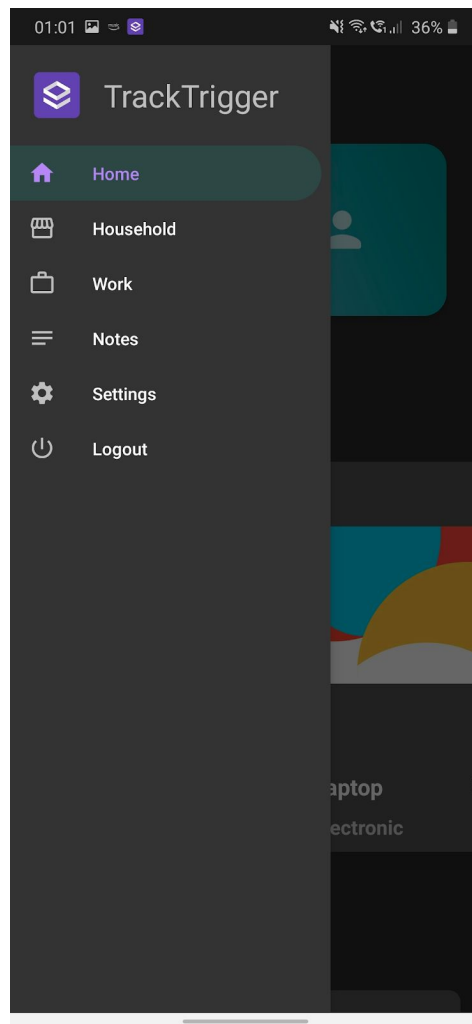 01:01 36%
TrackTrigger
Home
Household
Work
Notes
Settings
Logout
aptop
ectronic